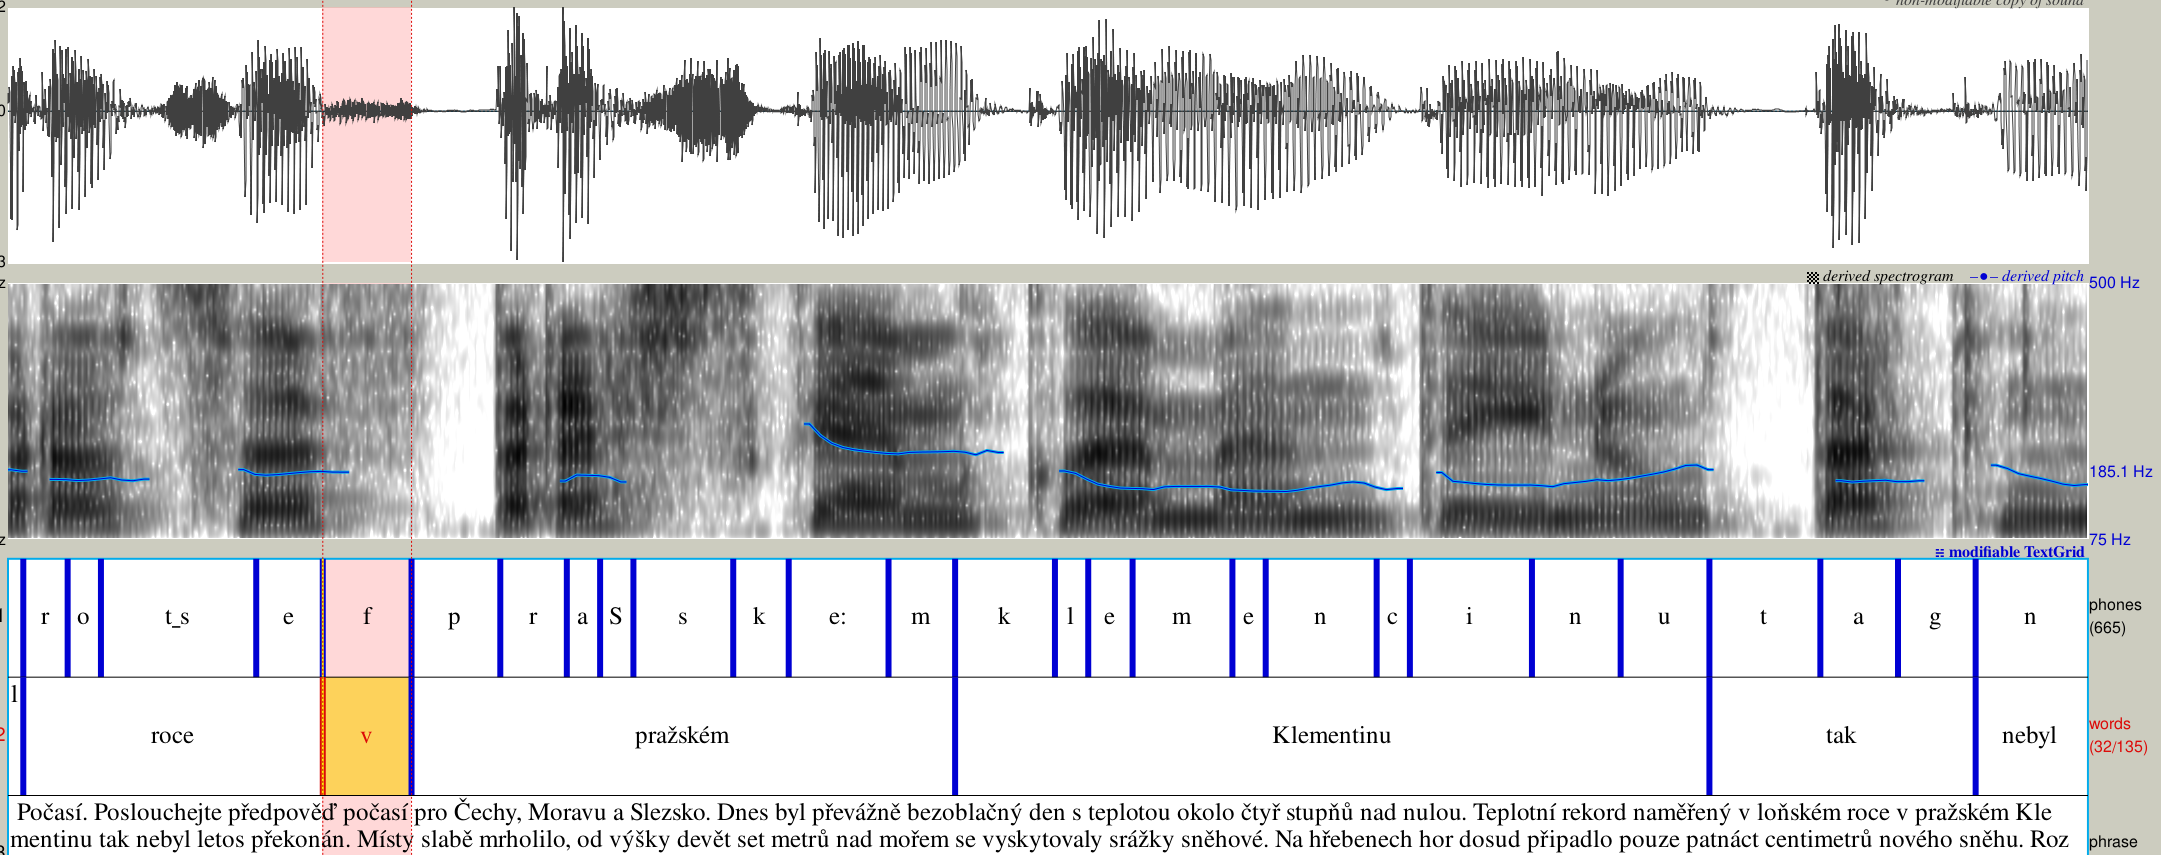 non-modifiable copy of sound
derived spectrogram derived pitch
500 Hz
185.1 Hz
75 Hz
modifiable TextGrid
r o t_s e f p r a S s k e: m k l e m e n c i n u t a g n
phones
(665)
l roce v pražském Klementinu tak nebyl
words
(32/135)
Počasí. Poslouchejte předpověď počasí pro Čechy, Moravu a Slezsko. Dnes byl převážně bezoblačný den s teplotou okolo čtyř stupňů nad nulou. Teplotní rekord naměřený v loňském roce v pražském Kle
mentinu tak nebyl letos překonán. Místy slabě mrholilo, od výšky devět set metrů nad mořem se vyskytovaly srážky sněhové. Na hřebenech hor dosud připadlo pouze patnáct centimetrů nového sněhu. Roz
phrase